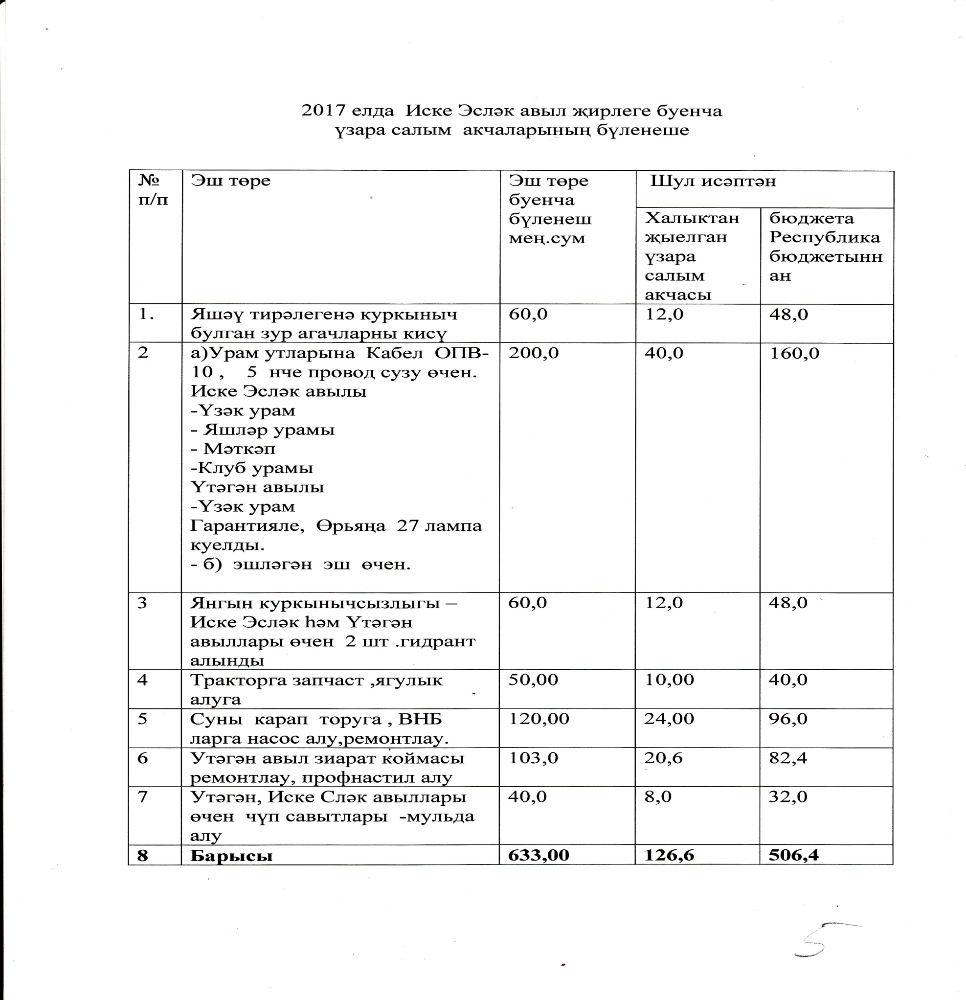 2017 елда  Иске Эсләк авыл җирлеге буенча
үзара салым  акчаларының бүленеше
№
п/п
Эш төре
Эш төре
буенча
бүленеш
мең.сум
Шул исәптән
Халыктан
җыелган
үзара
салым
акчасы
бюджета
Республика
бюджетынн
ан
1.
Яшәү тирәлегенә куркыныч
булган зур агачларны кисү
60,0
12,0
48,0
2
а)Урам утларына  Кабел  ОПВ-
10 ,    5  нче провод сузу өчен.
Иске Эсләк авылы
-Үзәк урам
- Яшләр урамы
- Мәткәп
-Клуб урамы
Үтәгән авылы
-Үзәк урам
Гарантияле,  Өрьяңа  27 лампа
куелды.
- б)  эшләгән  эш  өчен.
200,0
40,0
160,0
3
Янгын куркынычсызлыгы –
Иске Эсләк һәм Үтәгән
авыллары өчен  2 шт .гидрант
алынды
60,0
12,0
48,0
4
Тракторга запчаст ,ягулык
алуга
50,00
10,00
40,0
5
Суны  карап  торуга , ВНБ
ларга насос алу,ремонтлау.
120,00
24,00
96,0
6
Утәгән авыл зиарат коймасы
ремонтлау, профнастил алу
103,0
20,6
82,4
7
Утәгән, Иске Сләк авыллары
өчен  чүп савытлары  -мульда
алу
40,0
8,0
32,0
8
Барысы
633,00
126,6
506,4
5